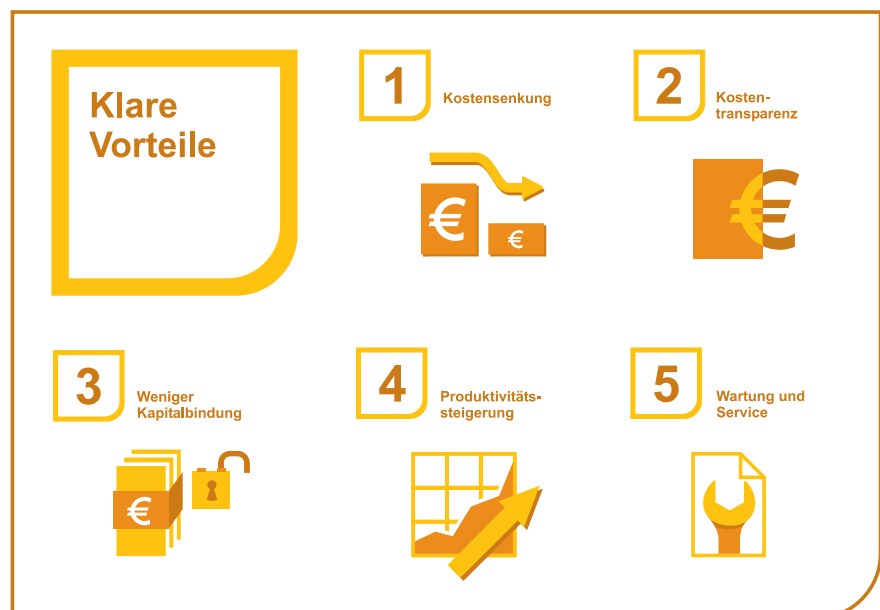 Klare
Vorteile
1
Kostensenkung
€
€
2
Kosten-
transparenz
€
3
Weniger
Kapitalbindung
€
4
Produktivitäts-
steigerung
5
Wartung und
Service